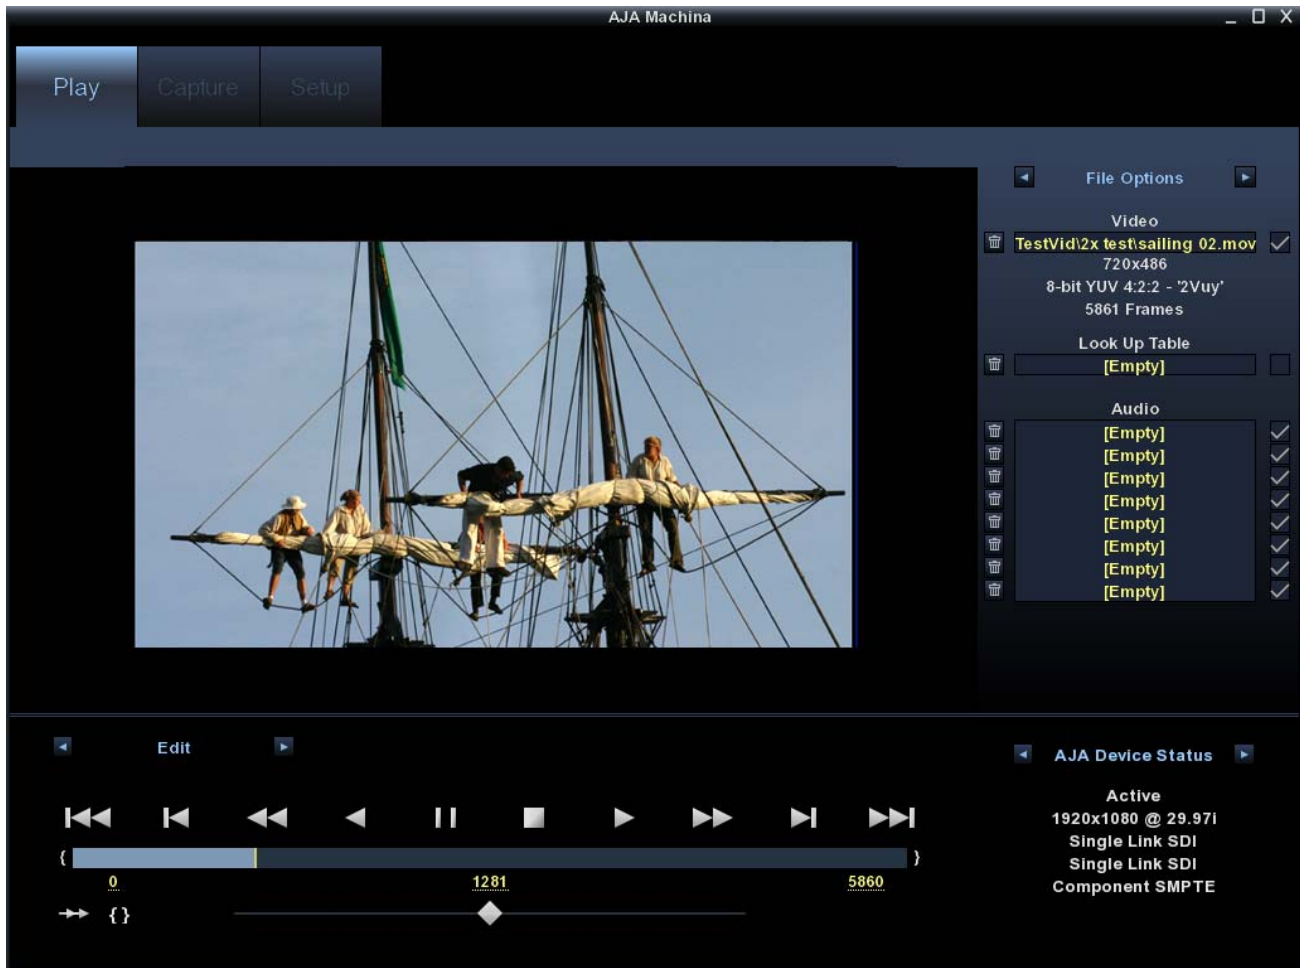 AJA Machina
Play
Capture
Setup
File Options
Video
TestVid\2x test\sailing 02.mov
720x486
8-bit YUV 4:2:2 - '2Vuy'
5861 Frames
Look Up Table
[Empty]
Audio
[Empty]
[Empty]
[Empty]
[Empty]
[Empty]
[Empty]
[Empty]
[Empty]
Edit
{ }
0
1281
5860
{ }
AJA Device Status
Active
1920x1080 @ 29.97i
Single Link SDI
Single Link SDI
Component SMPTE